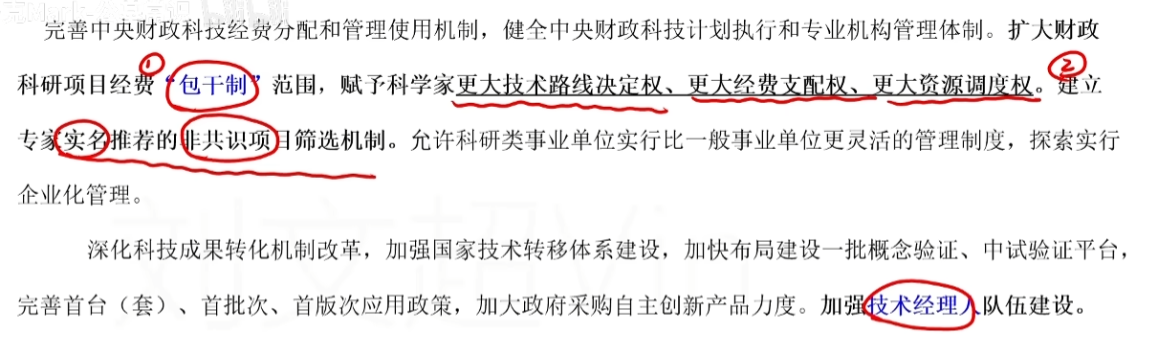 完善中央财政科技经费分配和管理使用机制，健全中央财政科技计划执行和专业机构管理体制。扩大财政
①
②
科研项目经费“包干制”范围，赋予科学家更大技术路线决定权、更大经费支配权、更大资源调度权。建立
专家实名推荐的非共识项目筛选机制。允许科研类事业单位实行比一般事业单位更灵活的管理制度，探索实行
企业化管理。
深化科技成果转化机制改革，加强国家技术转移体系建设，加快布局建设一批概念验证、中试验证平台，
完善首台（套）、首批次、首版次应用政策，加大政府采购自主创新产品力度。加强技术经理人队伍建设。